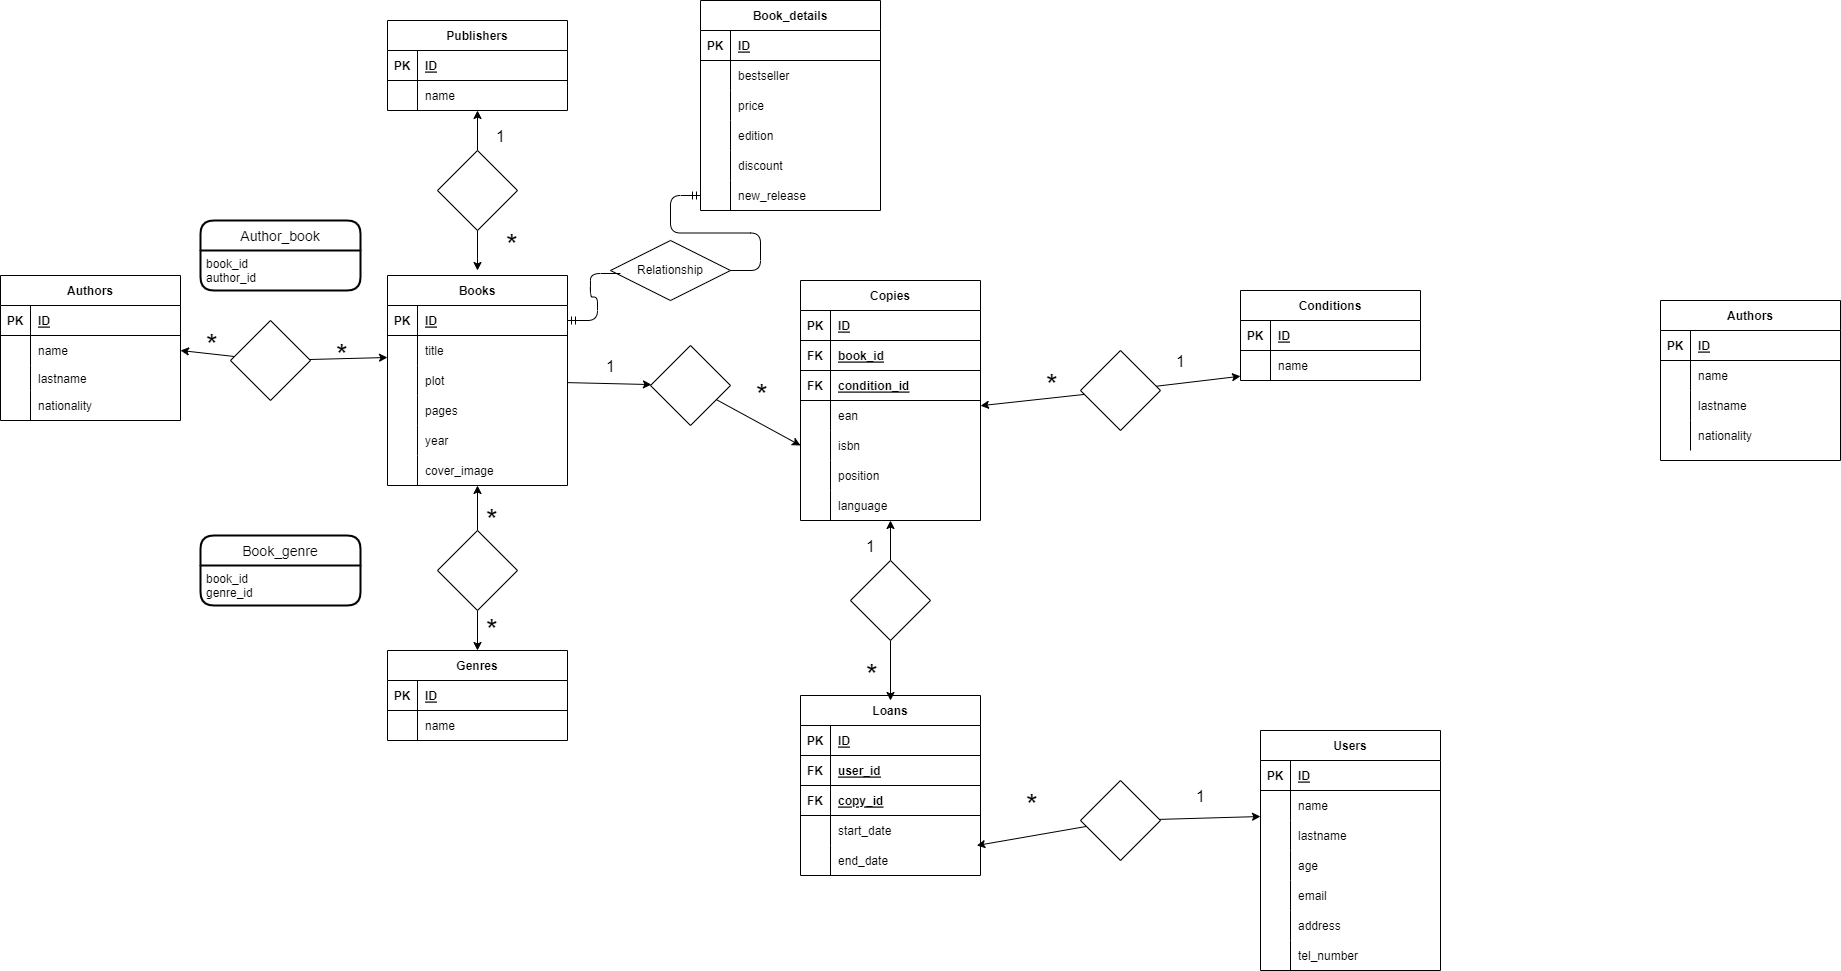 Book_details
PK ID
bestseller
price
edition
discount
new_release
Publishers
PK ID
name
1
*
Relationship
Author_book
book_id
author_id
Authors
PK ID
name
lastname
nationality
*
*
Books
PK ID
title
plot
pages
year
cover_image
1
*
Copies
PK ID
FK book_id
FK condition_id
ean
isbn
position
language
*
1
Conditions
PK ID
name
Authors
PK ID
name
lastname
nationality
Book_genre
book_id
genre_id
*
*
Genres
PK ID
name
1
*
Loans
PK ID
FK user_id
FK copy_id
start_date
end_date
*
1
Users
PK ID
name
lastname
age
email
address
tel_number